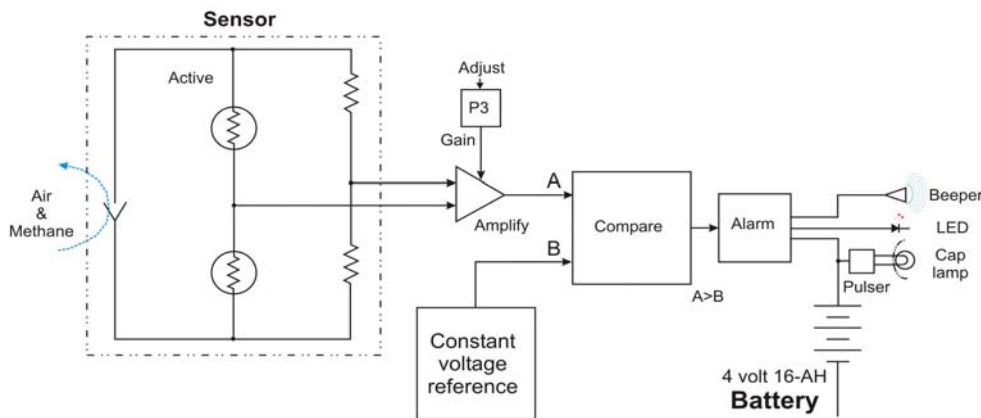 Sensor
Active
Air
&
Methane
Adjust
P3
Gain
Amplify
A
B
Compare
A>B
Constant
voltage
reference
Alarm
Beeper
LED
Cap
lamp
Pulser
4 volt 16-AH
Battery